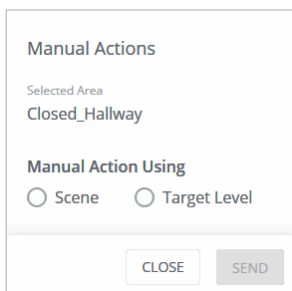 Manual Actions
Selected Area
Closed_Hallway
Manual Action Using
Scene Target Level
CLOSE SEND